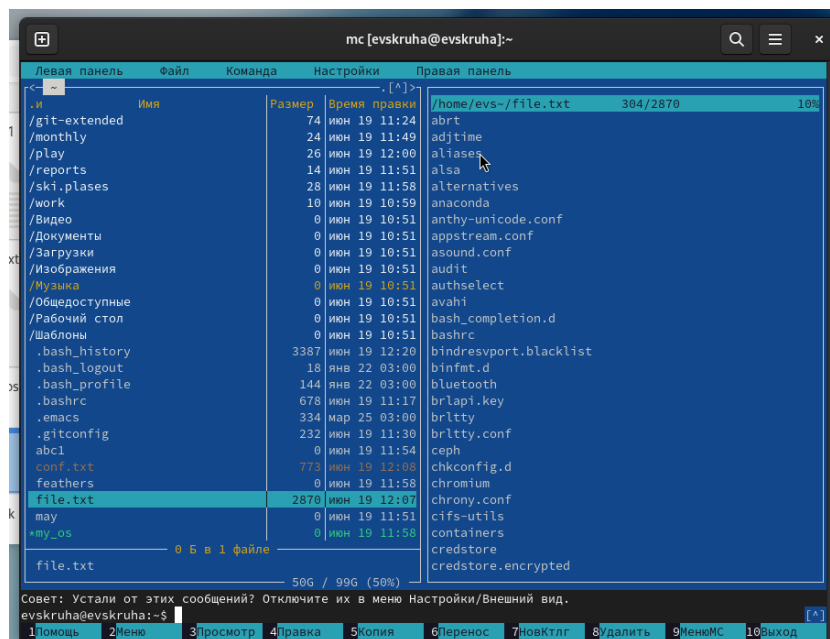 mc [evskruha@evskruha]:~
Левая панель Файл Команда Настройки Правая панель
<— ~ .[^]>
.и Имя Размер Время правки
/git-extended 74 июн 19 11:24
/monthly 24 июн 19 11:49
/play 26 июн 19 12:00
/reports 14 июн 19 11:51
/ski.plases 28 июн 19 11:58
/work 10 июн 19 10:59
/Видео 0 июн 19 10:51
/Документы 0 июн 19 10:51
/Загрузки 0 июн 19 10:51
/Изображения 0 июн 19 10:51
/Музыка 0 июн 19 10:51
/Общедоступные 0 июн 19 10:51
/Рабочий стол 0 июн 19 10:51
/Шаблоны 0 июн 19 10:51
.bash_history 3387 июн 19 12:20
.bash_logout 18 янв 22 03:00
.bash_profile 144 янв 22 03:00
.bashrc 678 июн 19 11:17
.emacs 334 мар 25 03:00
.gitconfig 232 июн 19 11:30
abc1 0 июн 19 11:54
conf.txt 773 июн 19 12:08
feathers 0 июн 19 11:58
file.txt 2870 июн 19 12:07
may 0 июн 19 11:51
*my_os 0 июн 19 11:58
0 Б в 1 файле
file.txt
50G / 99G (50%)
/home/evs~/file.txt 304/2870 10%
abrt
adjtime
aliases
alsa
alternatives
anaconda
anthy-unicode.conf
appstream.conf
asound.conf
audit
authselect
avahi
bash_completion.d
bashrc
bindresvport.blacklist
binfmt.d
bluetooth
brlapi.key
brltty
brltty.conf
ceph
chkconfig.d
chromium
chrony.conf
cifs-utils
containers
credstore
credstore.encrypted
Совет: Устали от этих сообщений? Отключите их в меню Настройки/Внешний вид.
evskruha@evskruha:~$ [^]
1Помощь 2Меню 3Просмотр 4Правка 5Копия 6Перенос 7НовКтлг 8Удалить 9МенюМС 10Выход